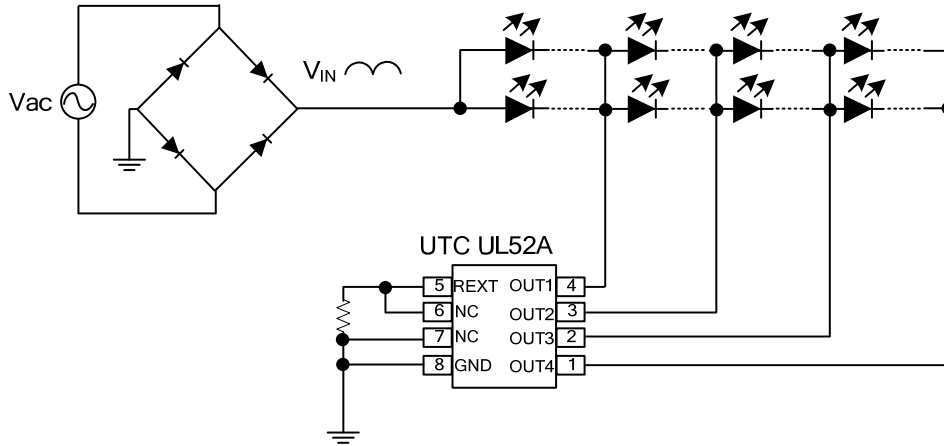 Vac
VIN
UTC UL52A
5 REXT OUT1 4
6 NC OUT2 3
7 NC OUT3 2
8 GND OUT4 1